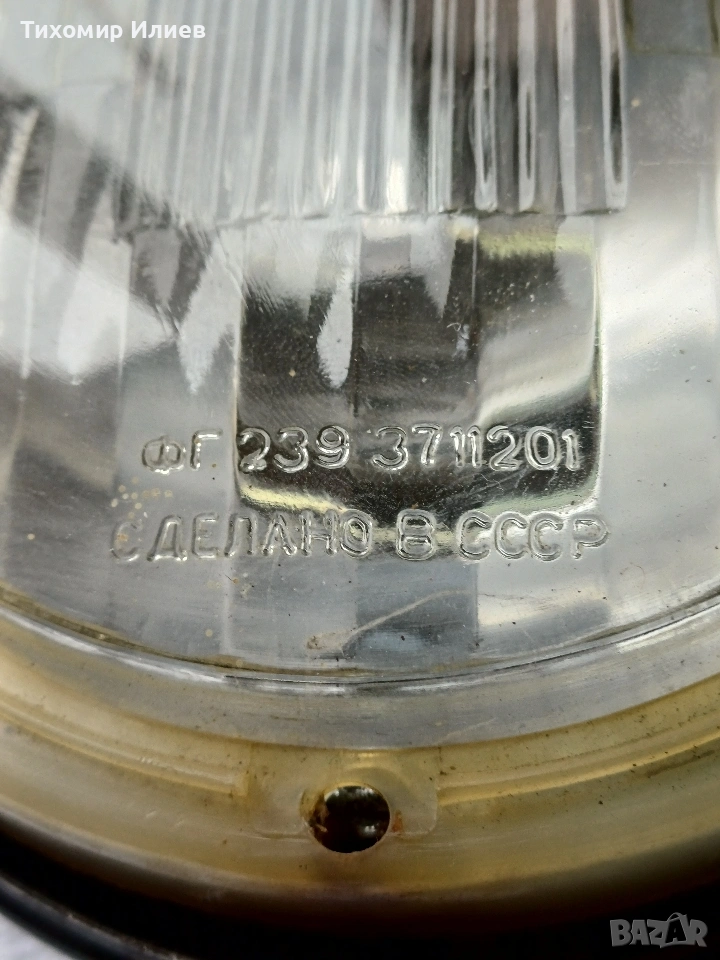 Тихомир Илиев
ФГ 239 3711201
СДЕЛАНО В СССР
BAZAR